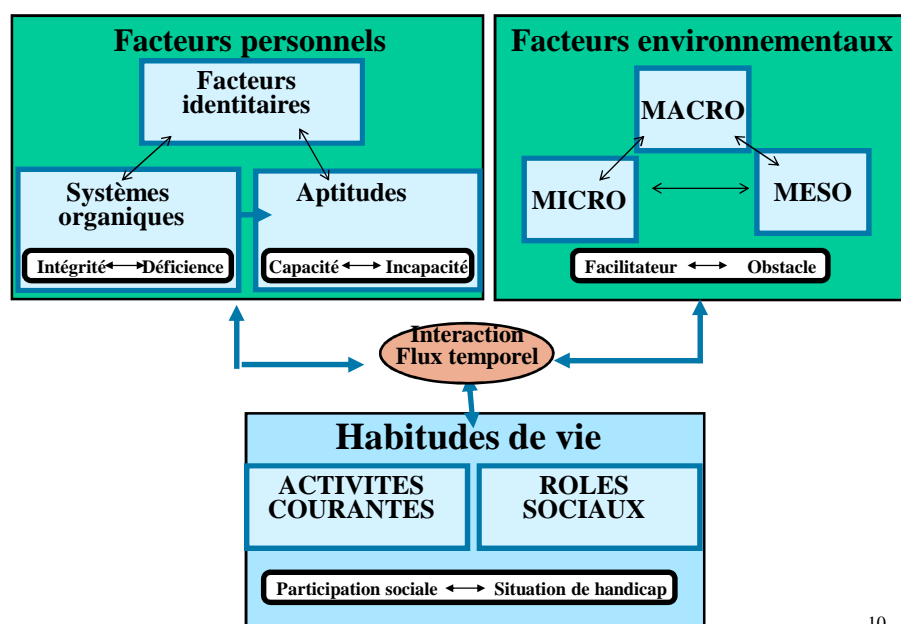 Facteurs personnels
Facteurs
identitaires
Systèmes
organiques
Intégrité Déficience
Aptitudes
Capacité Incapacité
Facteurs environnementaux
MACRO
MICRO
MESO
Facilitateur Obstacle
Interaction
Flux temporel
Habitudes de vie
ACTIVITES
COURANTES
ROLES
SOCIAUX
Participation sociale Situation de handicap
10